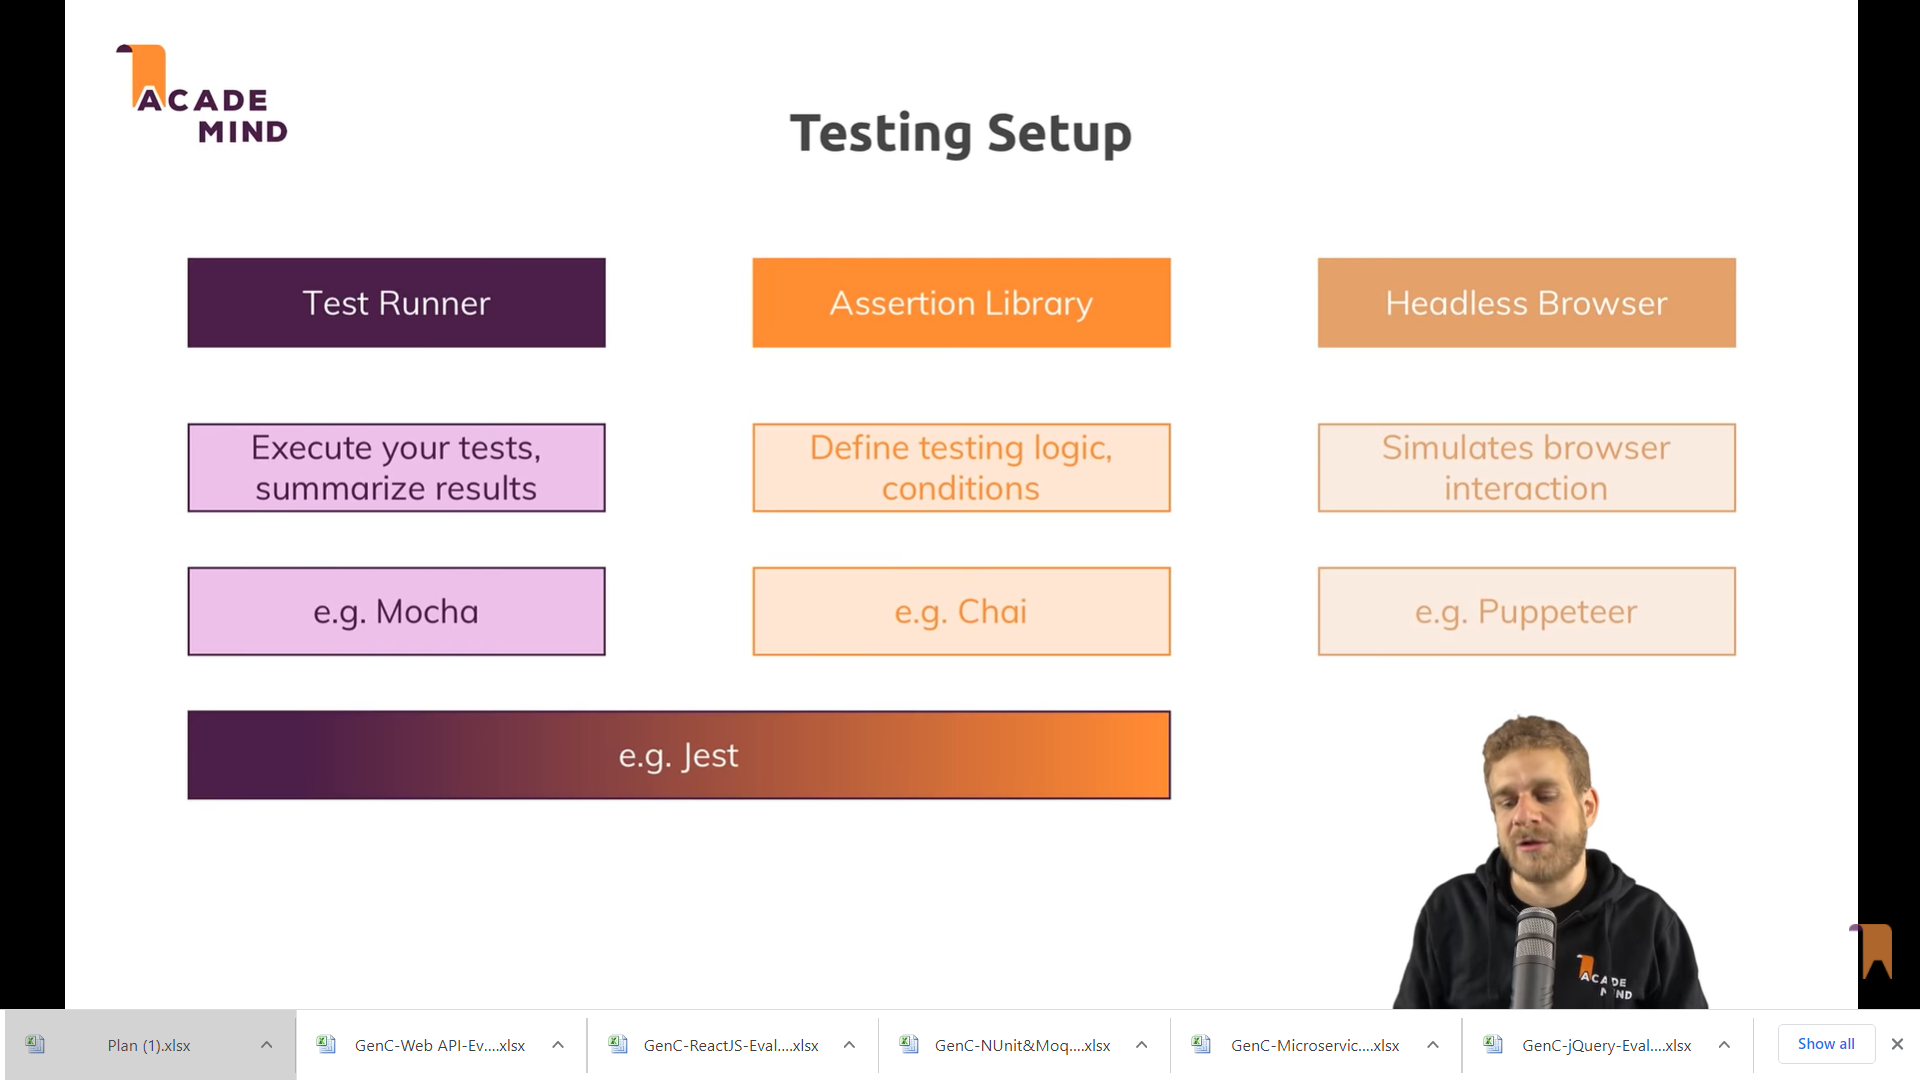 ACADE
MIND
Testing Setup
Test Runner
Assertion Library
Headless Browser
Execute your tests,
summarize results
Define testing logic,
conditions
Simulates browser
interaction
e.g. Mocha
e.g. Chai
e.g. Puppeteer
e.g. Jest
ACADE
MIND
Plan (1).xlsx
GenC-Web API-Ev....xlsx
GenC-ReactJS-Eval....xlsx
GenC-NUnit&Moq....xlsx
GenC-Microservic....xlsx
GenC-jQuery-Eval....xlsx
Show all